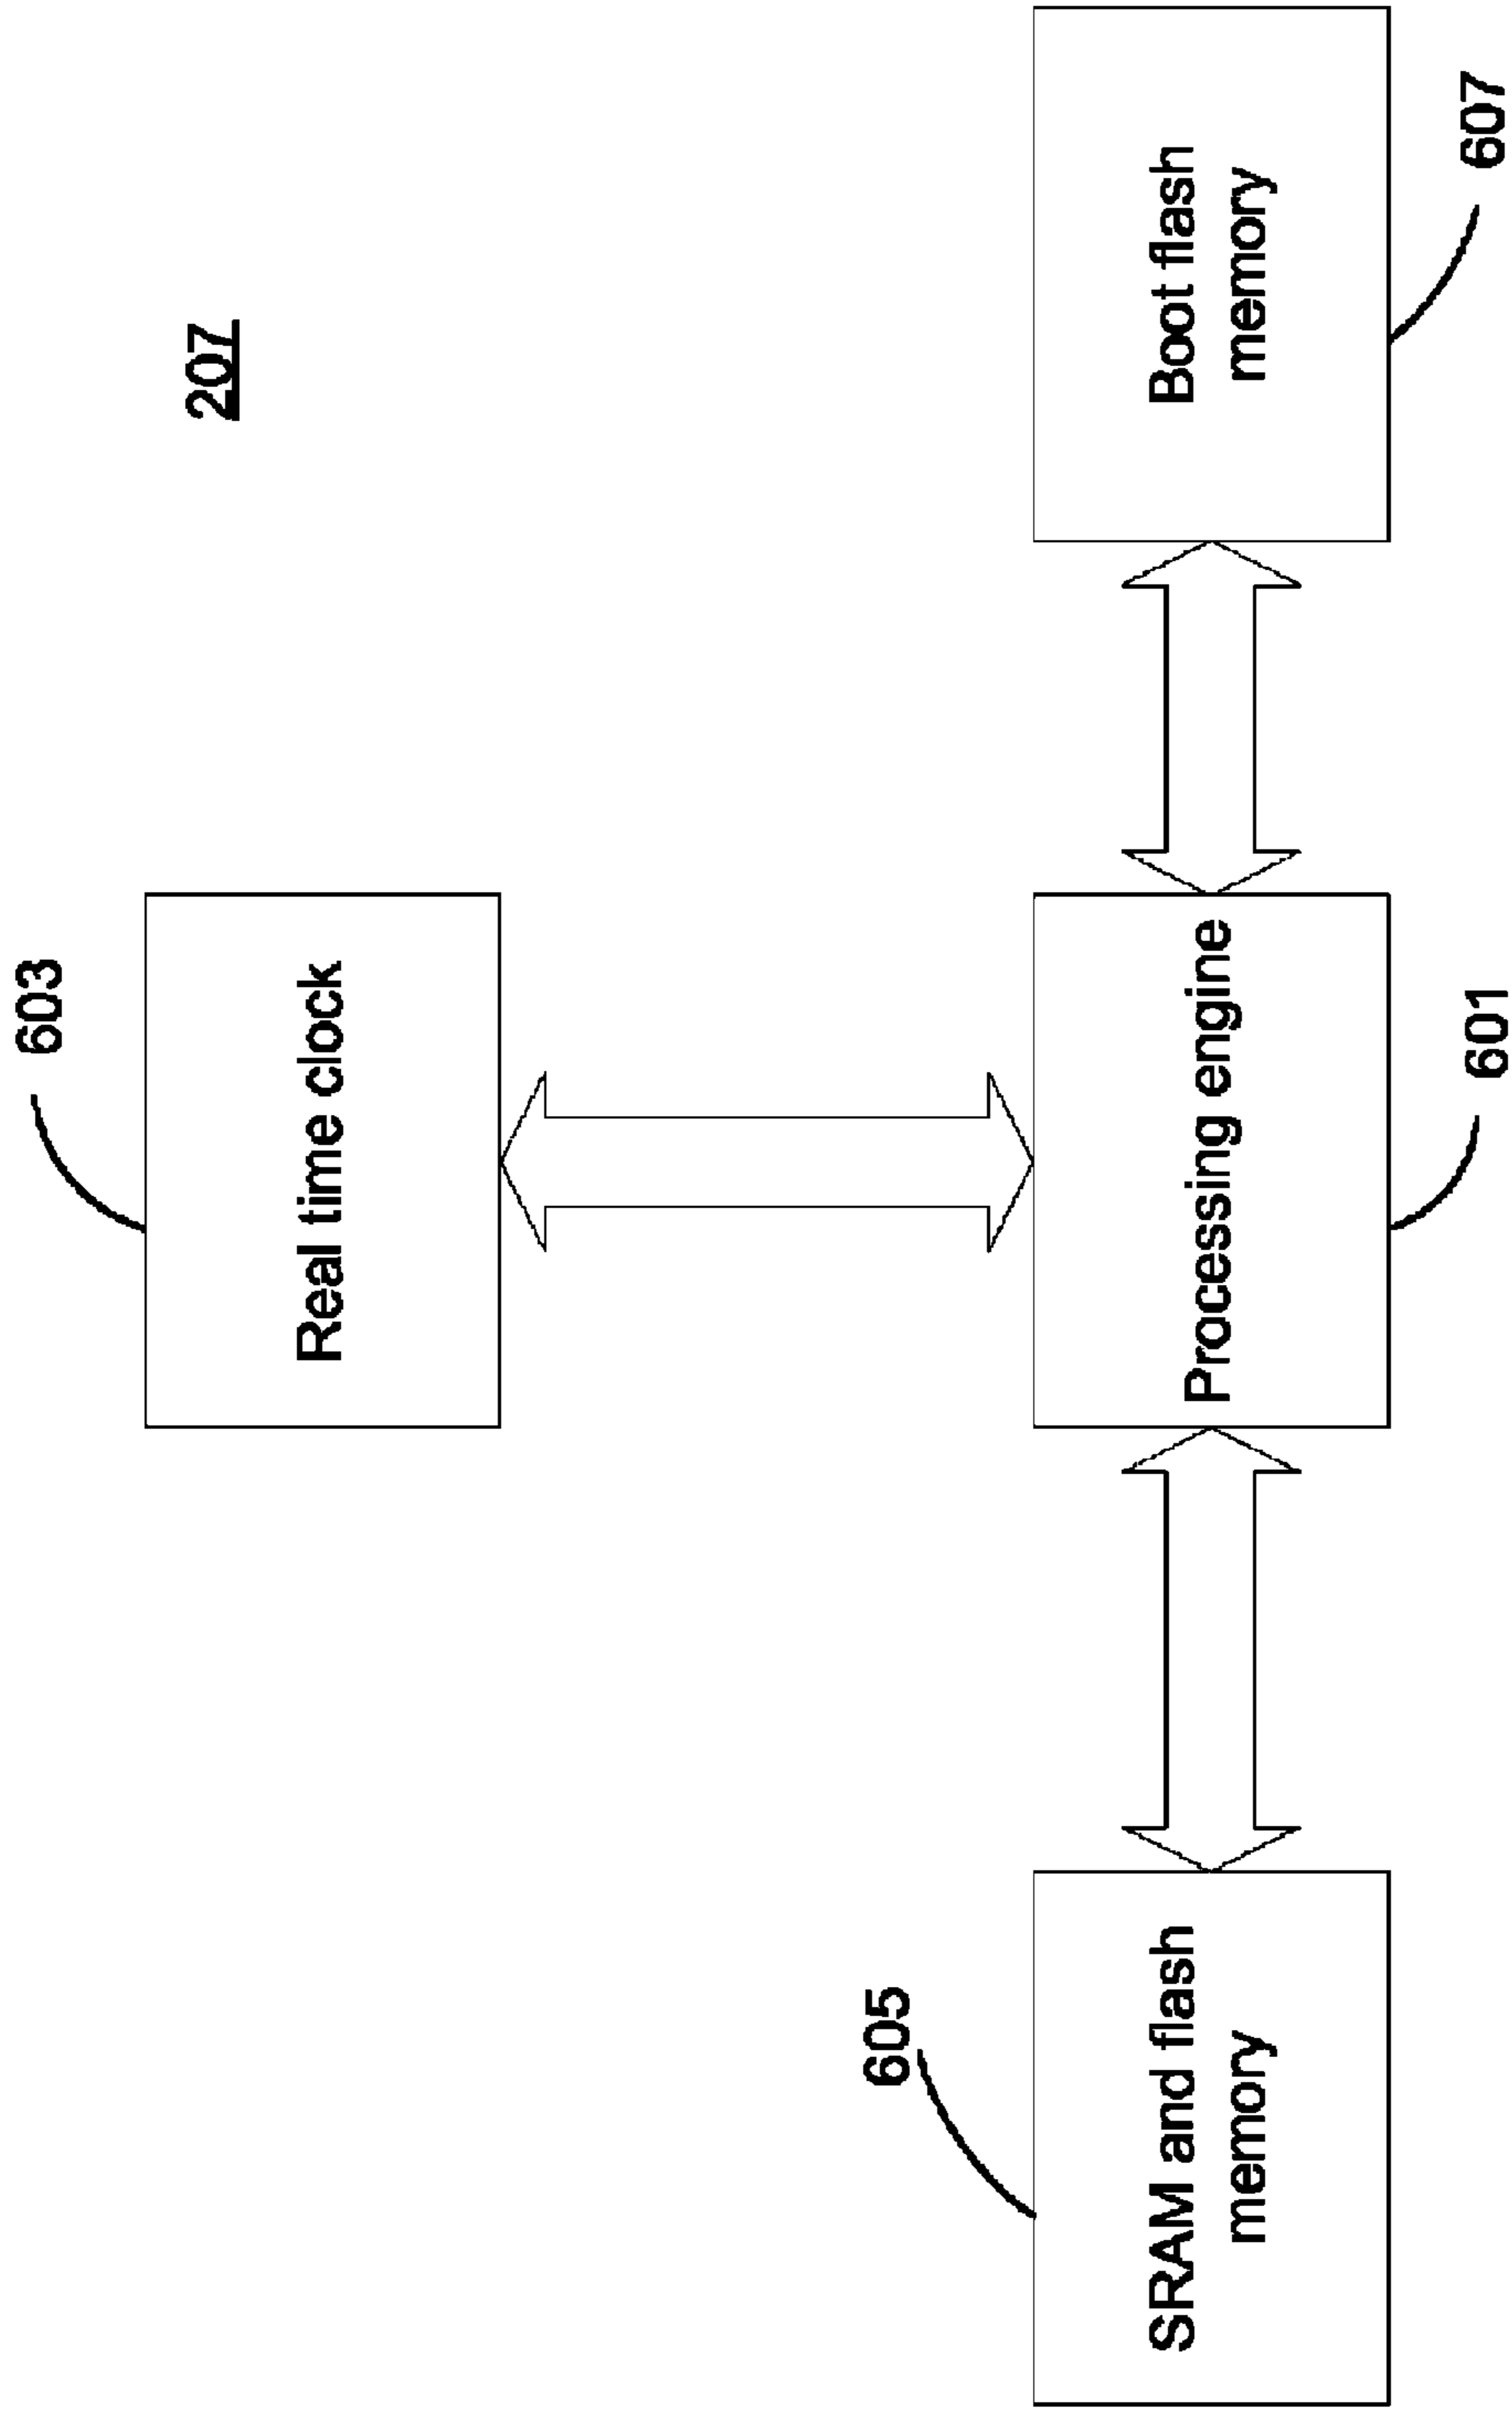 207
603
Real time clock
605
SRAM and flash
memory
Processing engine
601
Boot flash
memory
607